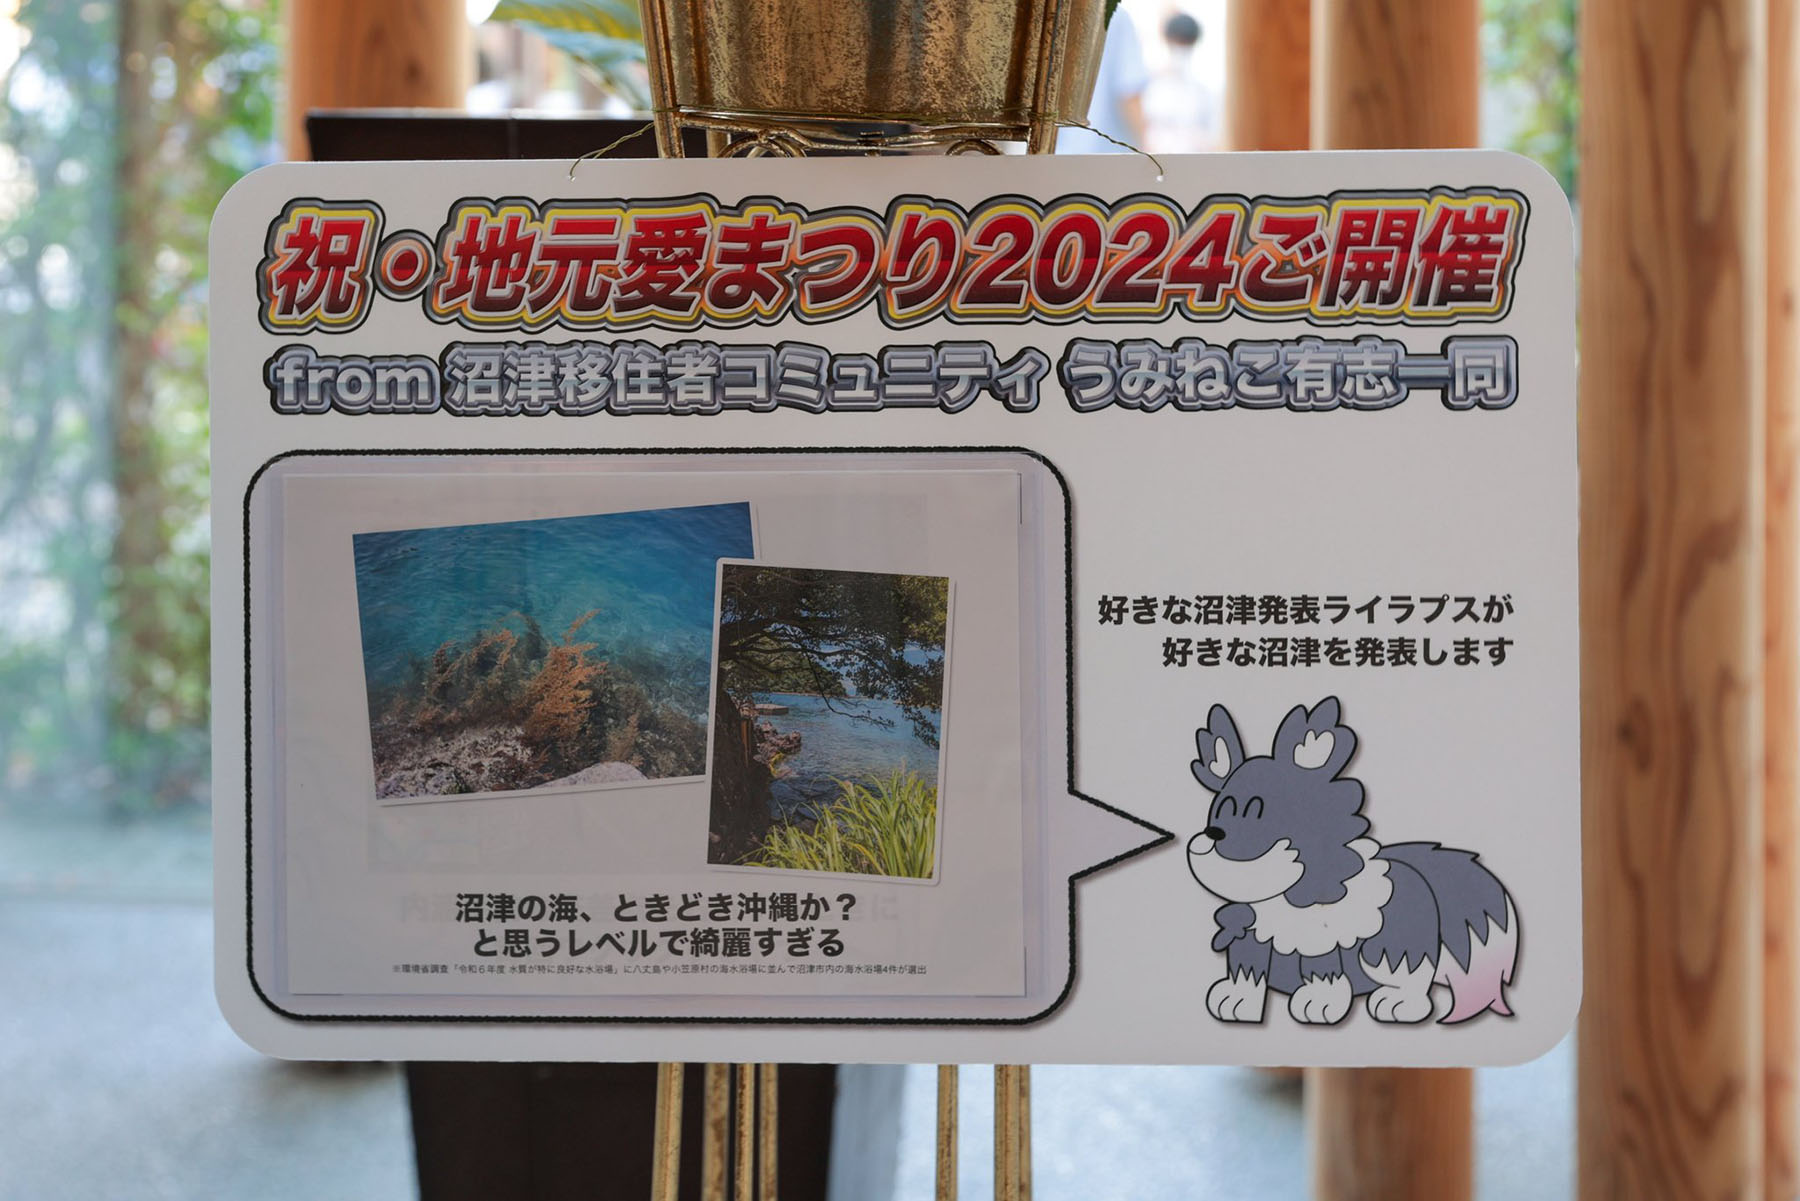 祝・地元愛まつり2024ご開催
from 沼津移住者コミュニティ うみねこ有志一同
好きな沼津発表ライラプスが
好きな沼津を発表します
沼津の海、ときどき沖縄か？
と思うレベルで綺麗すぎる
※環境省調査「令和６年度 水質が特に良好な水浴場」に八丈島や小笠原村の海水浴場に並んで沼津市内の海水浴場4件が選出